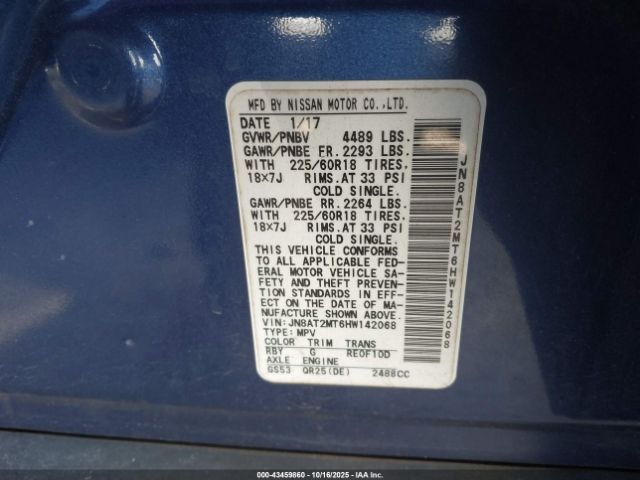 MFD BY NISSAN MOTOR CO.,LTD.
DATE 1/17
GVWR/PNBV 4489 LBS.
GAWR/PNBE FR. 2293 LBS.
WITH 225/60R18 TIRES.
18X7J RIMS.AT 33 PSI
COLD SINGLE.
GAWR/PNBE RR. 2264 LBS.
WITH 225/60R18 TIRES.
18X7J RIMS.AT 33 PSI
COLD SINGLE.
THIS VEHICLE CONFORMS
TO ALL APPLICABLE FED-
ERAL MOTOR VEHICLE SA-
FETY AND THEFT PREVEN-
TION STANDARDS IN EFF-
ECT ON THE DATE OF MA-
NUFACTURE SHOWN ABOVE.
VIN:JN8AT2MT6HW142068
TYPE:MPV
COLOR TRIM TRANS
RBY G RE0F10D
AXLE ENGINE
GS53 QR25(DE) 2488CC
JN8AT2MT6HW142068
000-43459860 - 10/16/2025 - IAAI.COM